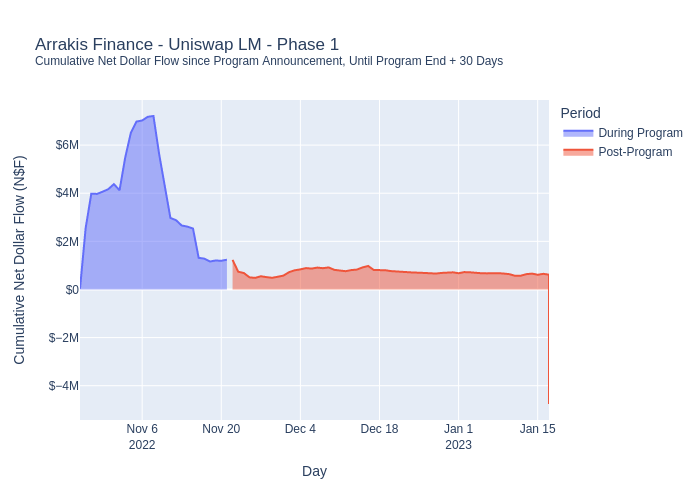 Arrakis Finance - Uniswap LM - Phase 1
Cumulative Net Dollar Flow since Program Announcement, Until Program End + 30 Days
Period
During Program
Post-Program
Cumulative Net Dollar Flow (N$F)
$6M
$4M
$2M
$0
$−2M
$−4M
Nov 6
2022
Nov 20
Dec 4
Dec 18
Jan 1
2023
Jan 15
Day